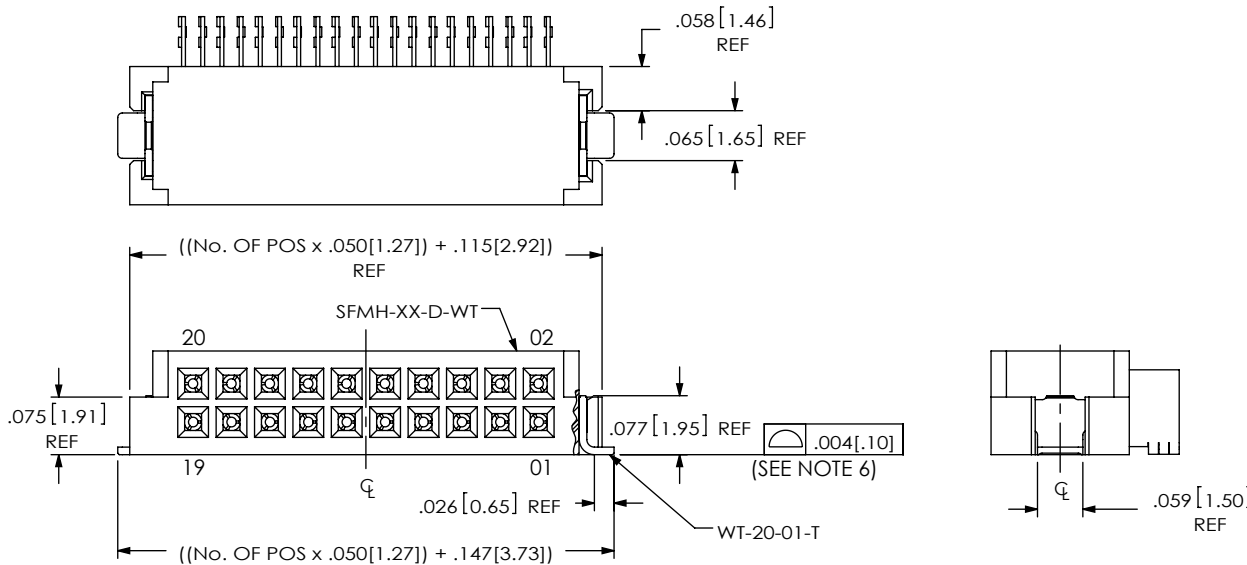 .058[1.46]
REF
.065[1.65] REF
((No. OF POS x .050[1.27]) + .115[2.92])
REF
SFMH-XX-D-WT
20 02
.075[1.91]
REF
.077[1.95] REF
.004[.10]
(SEE NOTE 6)
19 01
℄
℄
.059[1.50]
REF
.026[0.65] REF
WT-20-01-T
((No. OF POS x .050[1.27]) + .147[3.73])